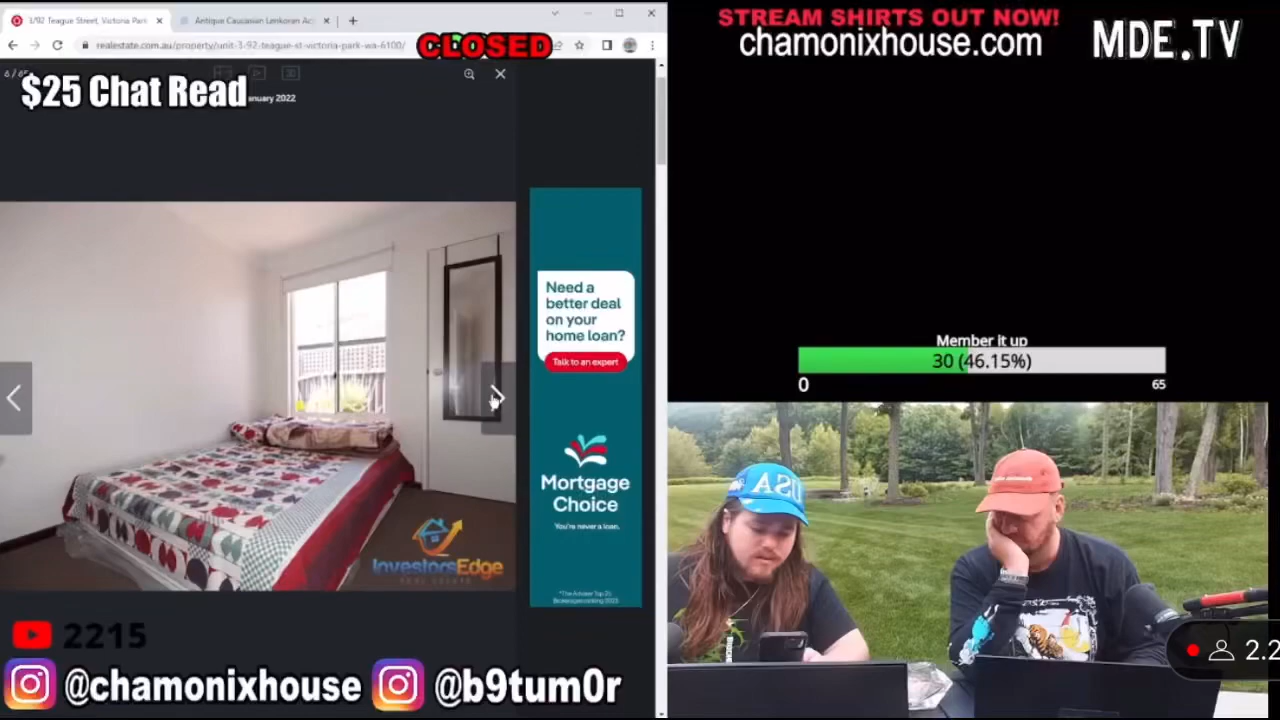 3/92 Teague Street, Victoria Park
Antique Caucasian Lenkoran Ac
realestate.com.au/property/unit-3-92-teague-st-victoria-park-wa-6100/
CLOSED
$25 Chat Read
anuary 2022
Need a
better deal
on your
home loan?
Talk to an expert
Mortgage
Choice
You're never a loan.
InvestorsEdge
REAL ESTATE
2215
@chamonixhouse
@b9tum0r
STREAM SHIRTS OUT NOW!
chamonixhouse.com
MDE.TV
Member it up
30 (46.15%)
0
65
USA
2.2